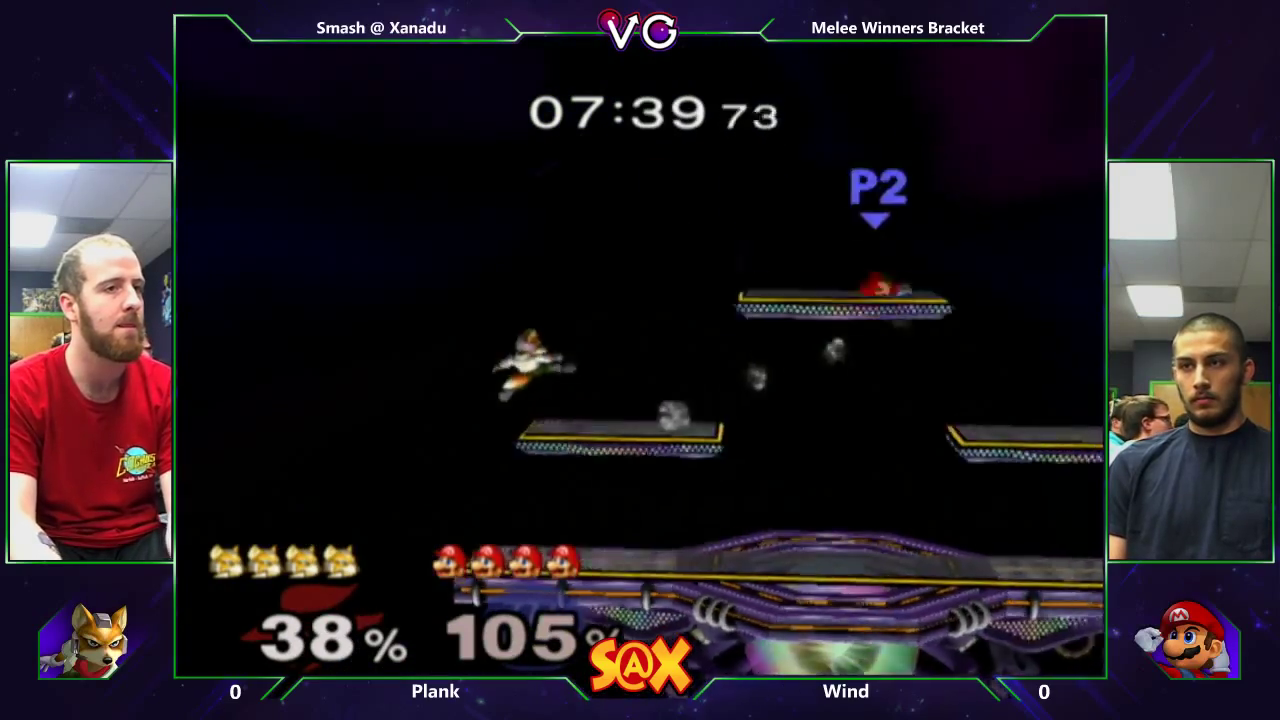 Smash @ Xanadu
VG
Melee Winners Bracket
07:39 73
P2
38%
105%
S@X
0
Plank
Wind
0